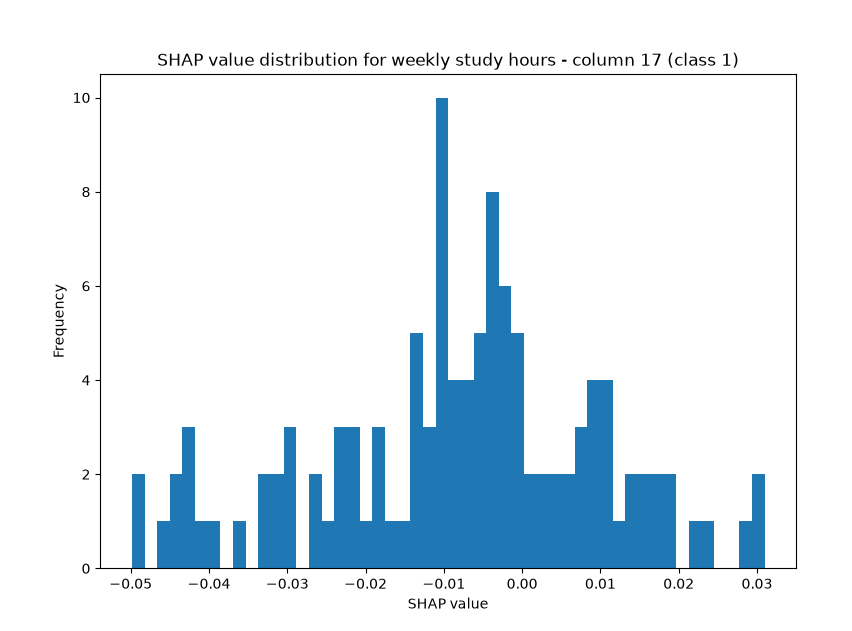 SHAP value distribution for weekly study hours - column 17 (class 1)
10
8
6
4
2
0
Frequency
−0.05 −0.04 −0.03 −0.02 −0.01 0.00 0.01 0.02 0.03
SHAP value